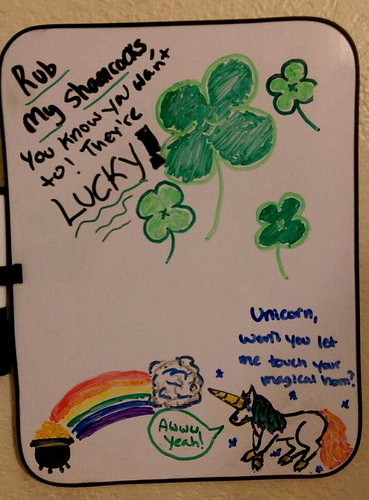 Rub
My Shamrocks,
You know you want
to! They're
LUCKY!
Unicorn,
won't you let
me touch your
magical horn?
Awww,
yeah!